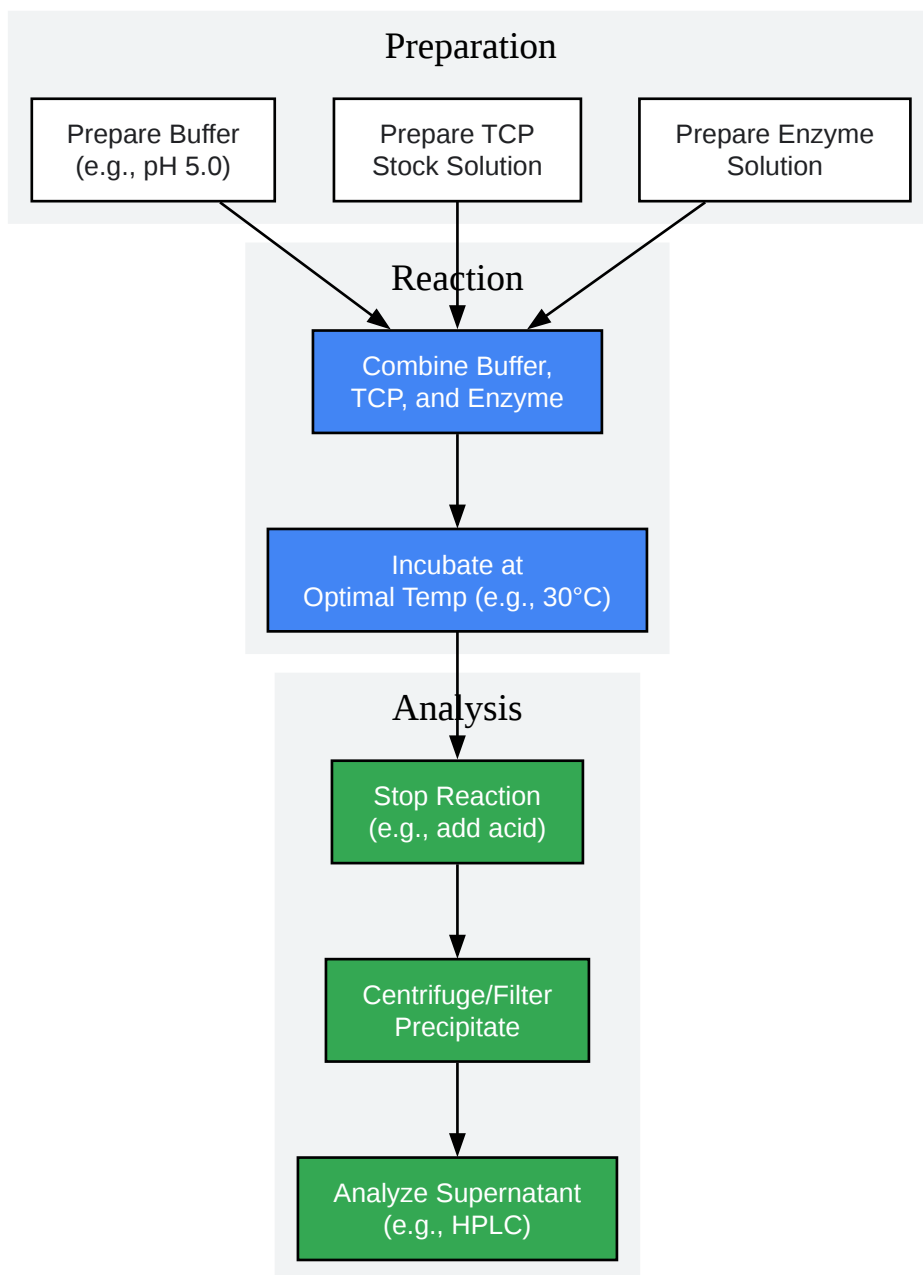 Preparation
Prepare Buffer
(e.g., pH 5.0)
Prepare TCP
Stock Solution
Prepare Enzyme
Solution
Reaction
Combine Buffer,
TCP, and Enzyme
Incubate at
Optimal Temp (e.g., 30°C)
Analysis
Stop Reaction
(e.g., add acid)
Centrifuge/Filter
Precipitate
Analyze Supernatant
(e.g., HPLC)